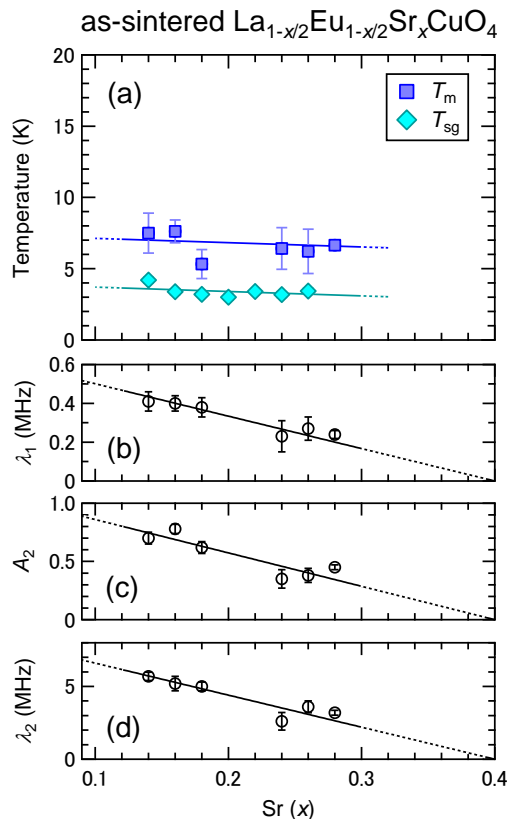 as-sintered La1-x/2Eu1-x/2SrxCuO4
(a)
Tm
Tsg
20
15
10
5
0
Temperature (K)
0.6
0.4
0.2
0
λ1 (MHz)
(b)
1.0
0.5
0
A2
(c)
5
0
λ2 (MHz)
(d)
0.1 0.2 0.3 0.4
Sr (x)